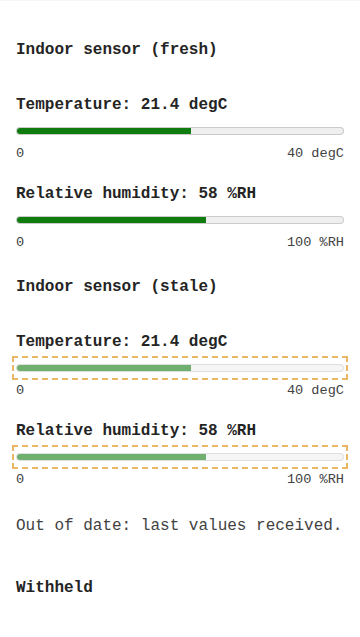 Indoor sensor (fresh)
Temperature: 21.4 degC
0 40 degC
Relative humidity: 58 %RH
0 100 %RH
Indoor sensor (stale)
Temperature: 21.4 degC
0 40 degC
Relative humidity: 58 %RH
0 100 %RH
Out of date: last values received.
Withheld